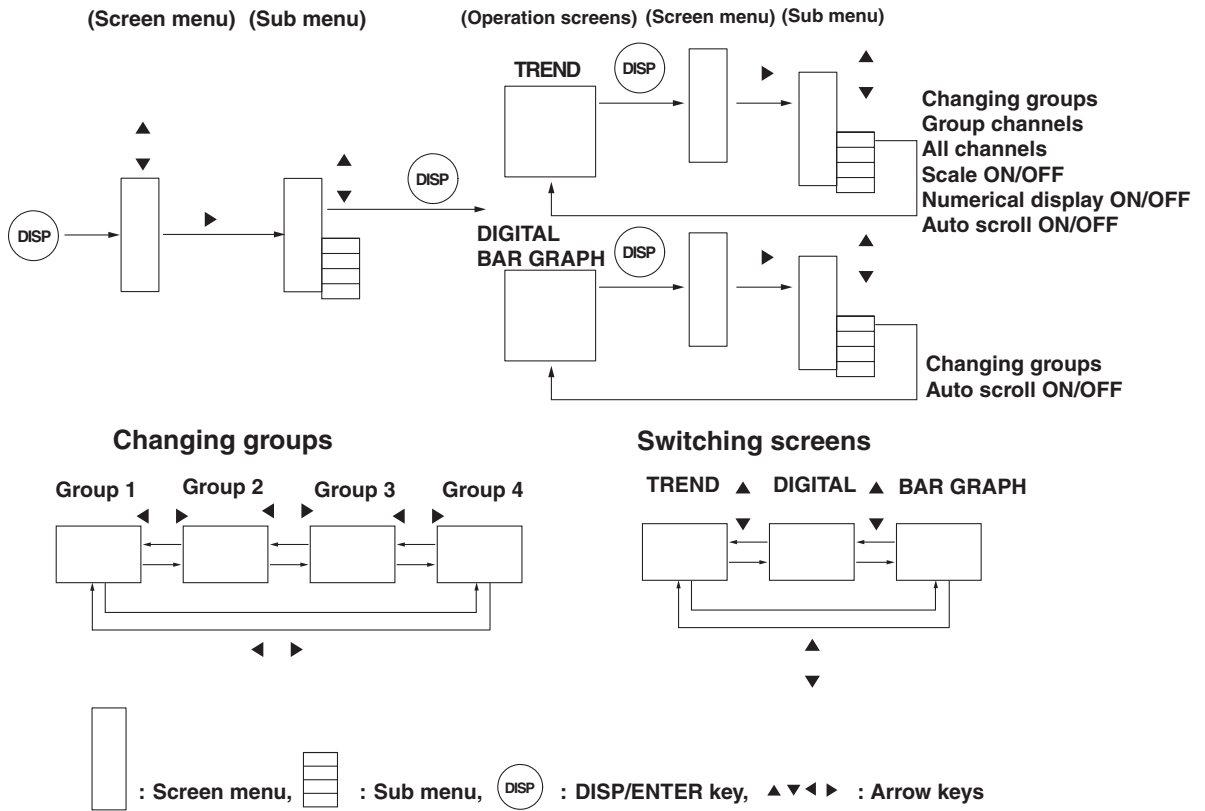 (Screen menu) (Sub menu)
(Operation screens) (Screen menu) (Sub menu)
TREND
DISP
Changing groups
Group channels
All channels
Scale ON/OFF
Numerical display ON/OFF
Auto scroll ON/OFF
DISP
DISP
DIGITAL
BAR GRAPH
DISP
Changing groups
Auto scroll ON/OFF
Changing groups
Group 1 Group 2 Group 3 Group 4
Switching screens
TREND ▲ DIGITAL ▲ BAR GRAPH
: Screen menu, : Sub menu, DISP : DISP/ENTER key, ▲ ▼ ◀ ▶ : Arrow keys